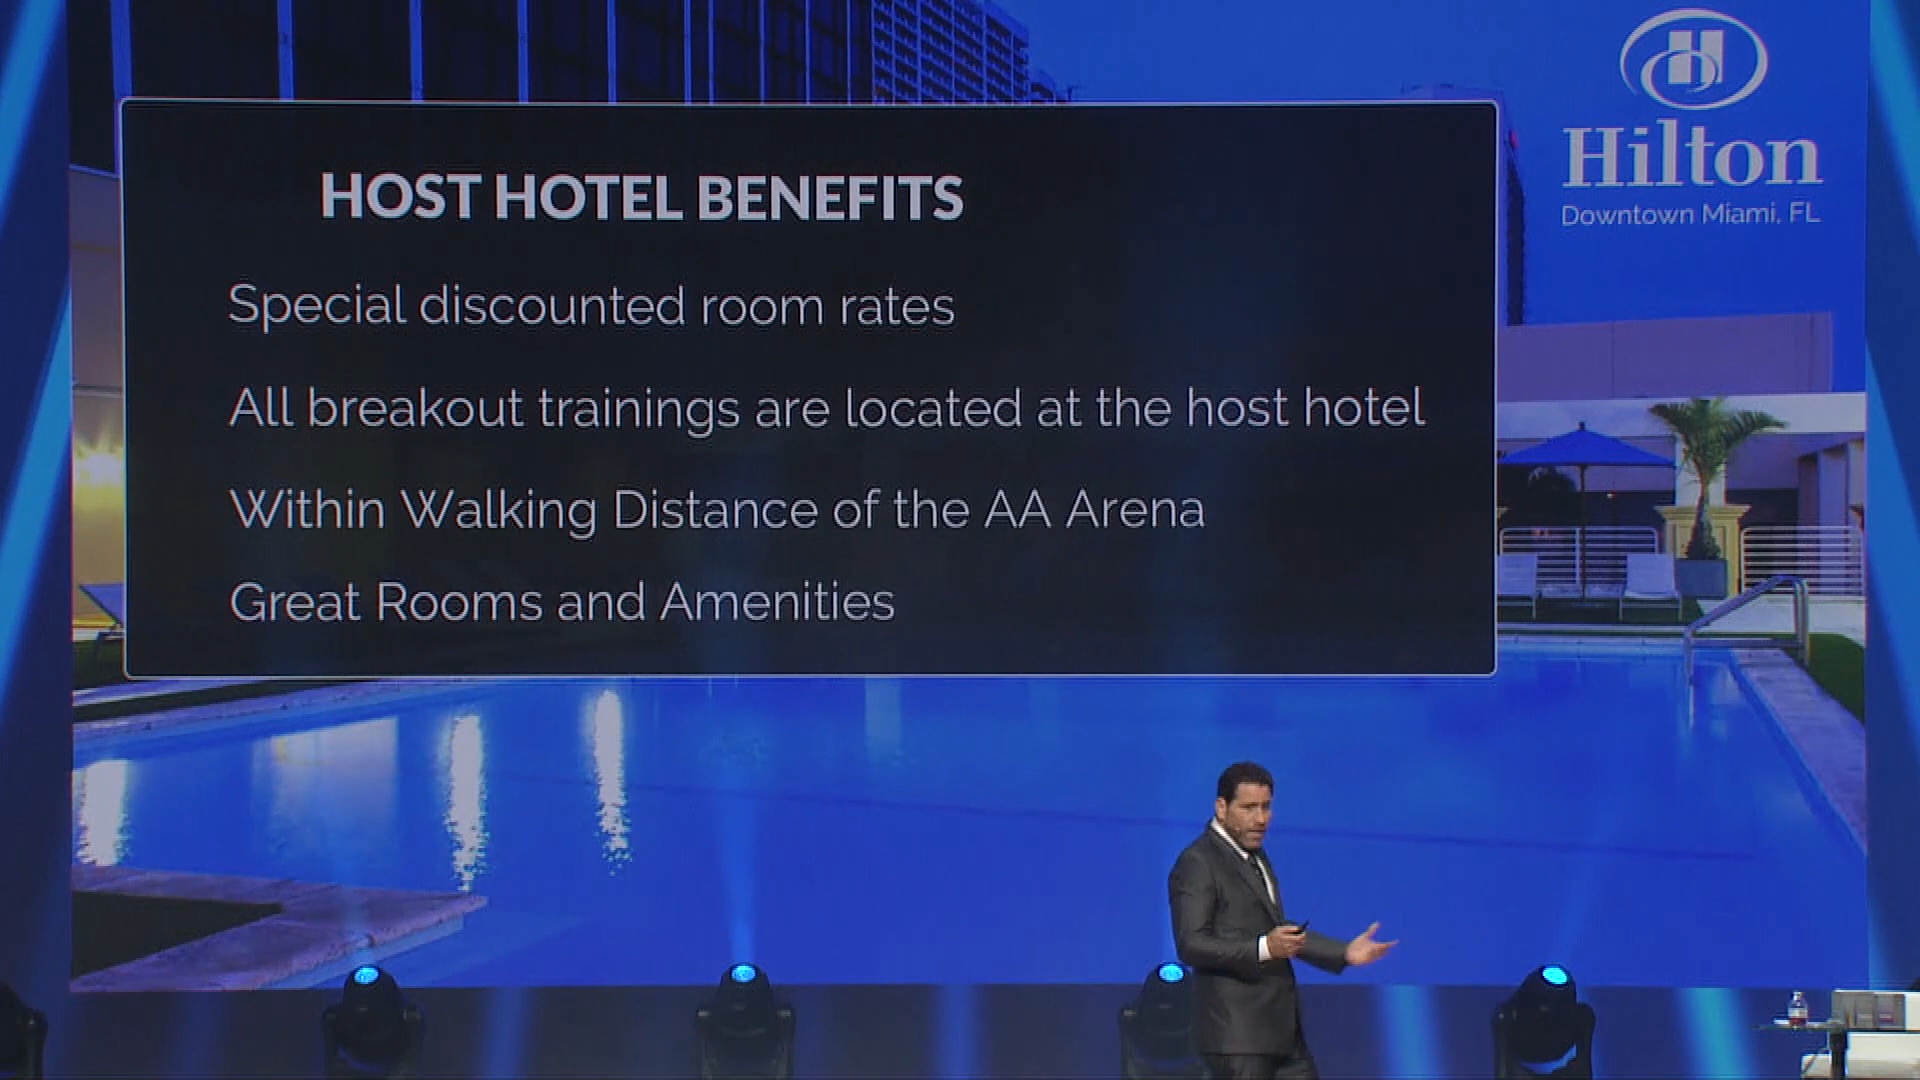 HOST HOTEL BENEFITS
Special discounted room rates
All breakout trainings are located at the host hotel
Within Walking Distance of the AA Arena
Great Rooms and Amenities
Hilton
Downtown Miami, FL